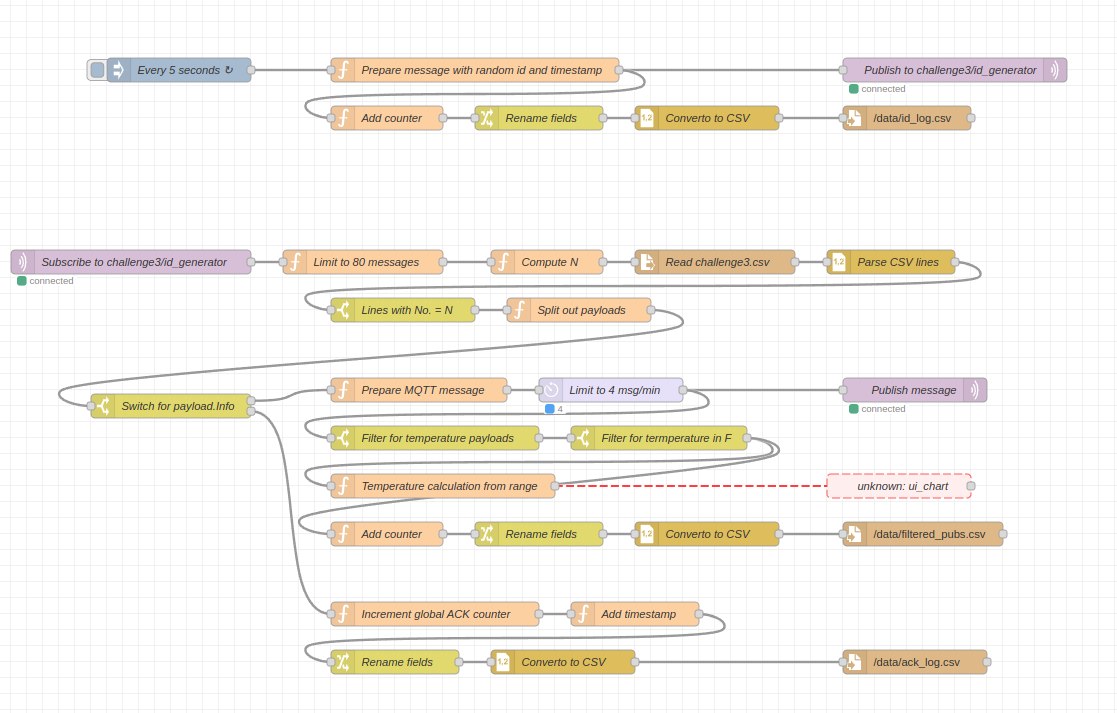 Every 5 seconds ↻
Prepare message with random id and timestamp
Publish to challenge3/id_generator
connected
Add counter
Rename fields
Converto to CSV
/data/id_log.csv
Subscribe to challenge3/id_generator
connected
Limit to 80 messages
Compute N
Read challenge3.csv
Parse CSV lines
Lines with No. = N
Split out payloads
Switch for payload.Info
Prepare MQTT message
Limit to 4 msg/min
4
Publish message
connected
Filter for temperature payloads
Filter for termperature in F
Temperature calculation from range
unknown: ui_chart
Add counter
Rename fields
Converto to CSV
/data/filtered_pubs.csv
Increment global ACK counter
Add timestamp
Rename fields
Converto to CSV
/data/ack_log.csv